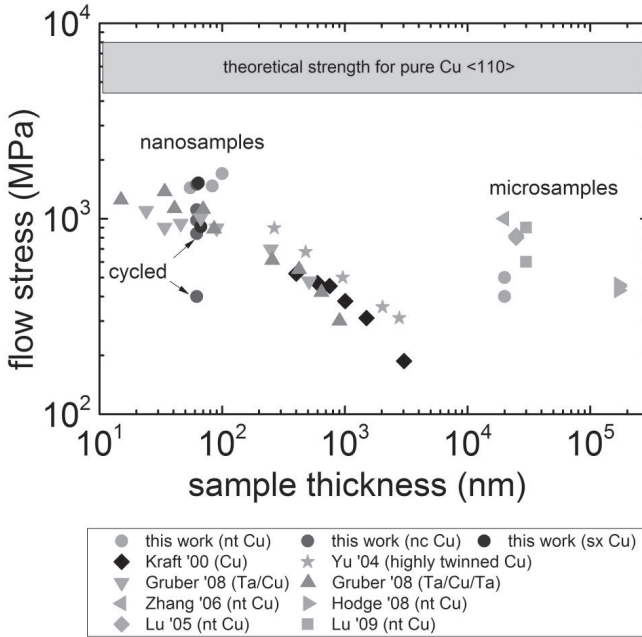 10⁴
theoretical strength for pure Cu <110>
nanosamples
microsamples
10³
cycled
flow stress (MPa)
10²
10¹ 10² 10³ 10⁴ 10⁵
sample thickness (nm)
this work (nt Cu) this work (nc Cu) this work (sx Cu)
Kraft '00 (Cu) Yu '04 (highly twinned Cu)
Gruber '08 (Ta/Cu) Gruber '08 (Ta/Cu/Ta)
Zhang '06 (nt Cu) Hodge '08 (nt Cu)
Lu '05 (nt Cu) Lu '09 (nt Cu)